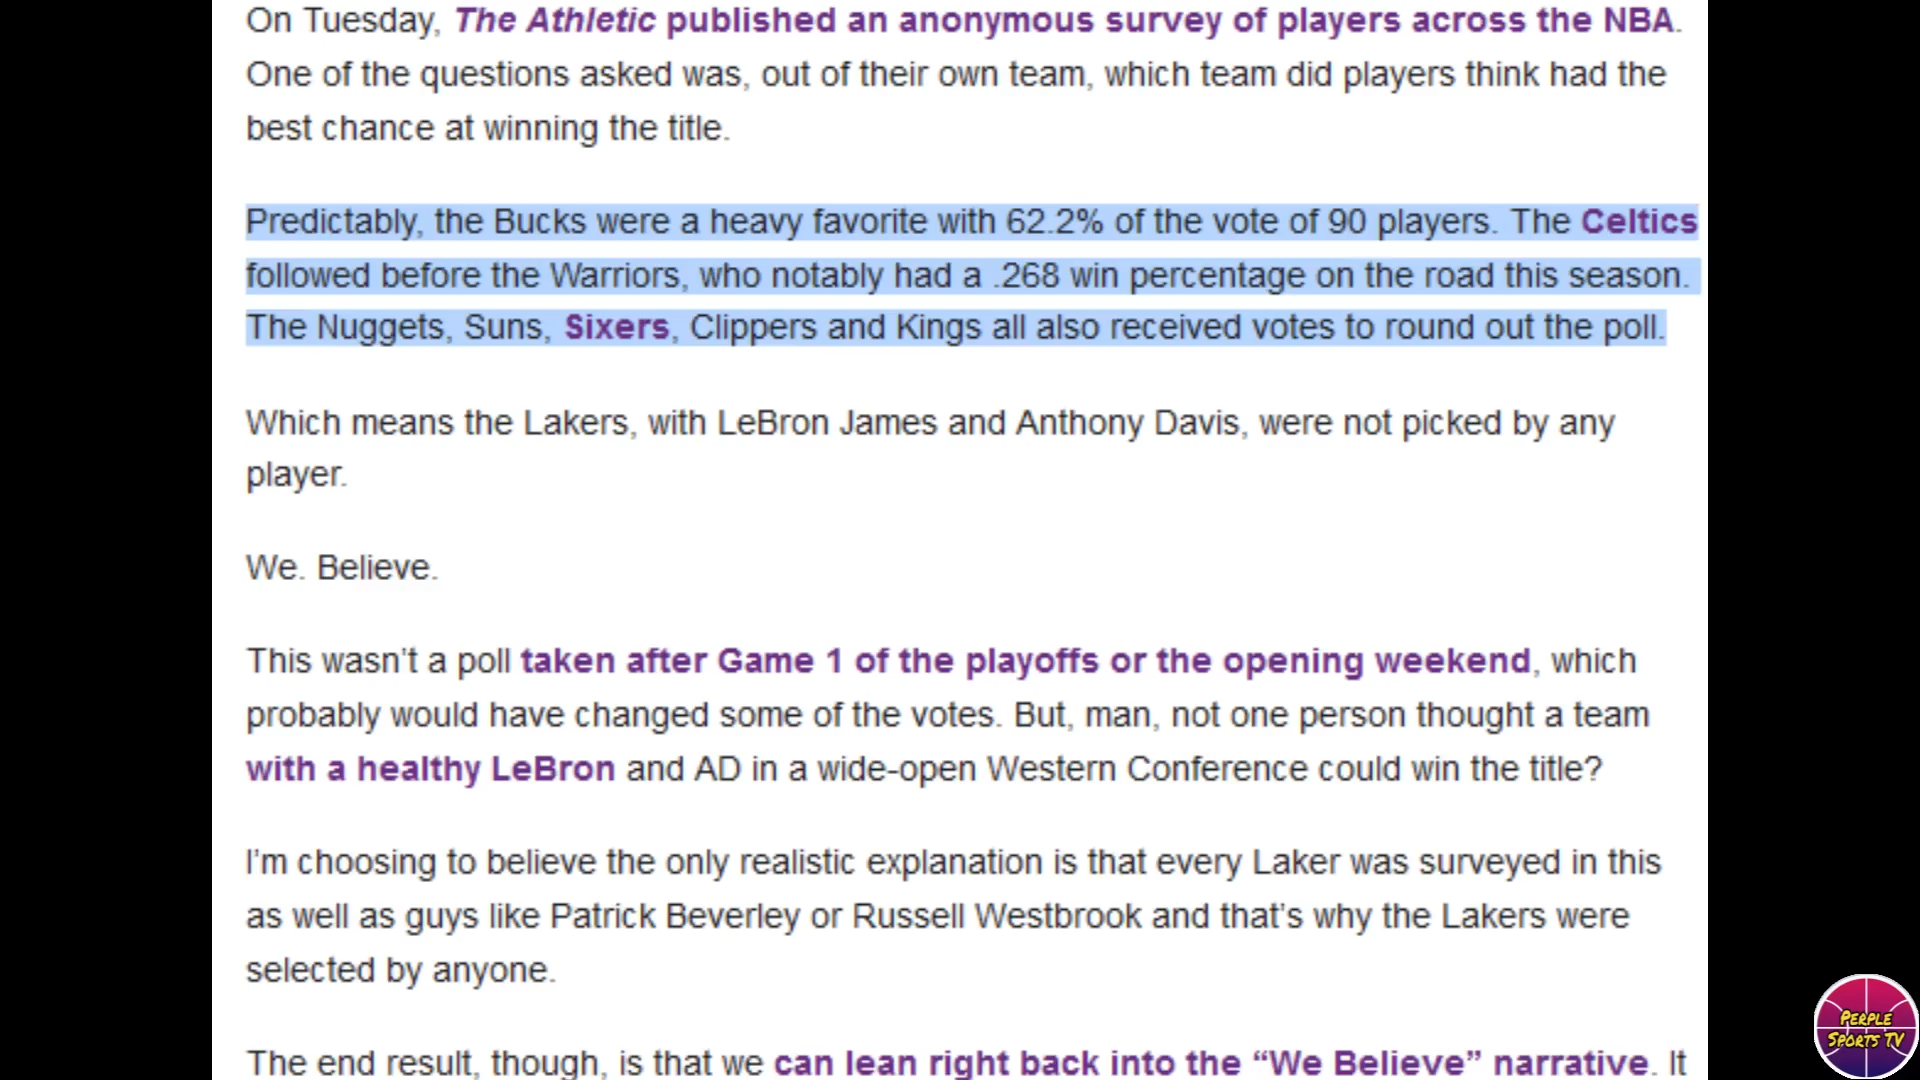 On Tuesday, The Athletic published an anonymous survey of players across the NBA.
One of the questions asked was, out of their own team, which team did players think had the
best chance at winning the title.
Predictably, the Bucks were a heavy favorite with 62.2% of the vote of 90 players. The Celtics
followed before the Warriors, who notably had a .268 win percentage on the road this season.
The Nuggets, Suns, Sixers, Clippers and Kings all also received votes to round out the poll.
Which means the Lakers, with LeBron James and Anthony Davis, were not picked by any
player.
We. Believe.
This wasn’t a poll taken after Game 1 of the playoffs or the opening weekend, which
probably would have changed some of the votes. But, man, not one person thought a team
with a healthy LeBron and AD in a wide-open Western Conference could win the title?
I’m choosing to believe the only realistic explanation is that every Laker was surveyed in this
as well as guys like Patrick Beverley or Russell Westbrook and that’s why the Lakers were
selected by anyone.
The end result, though, is that we can lean right back into the “We Believe” narrative. It
PERPLE
SPORTS TV